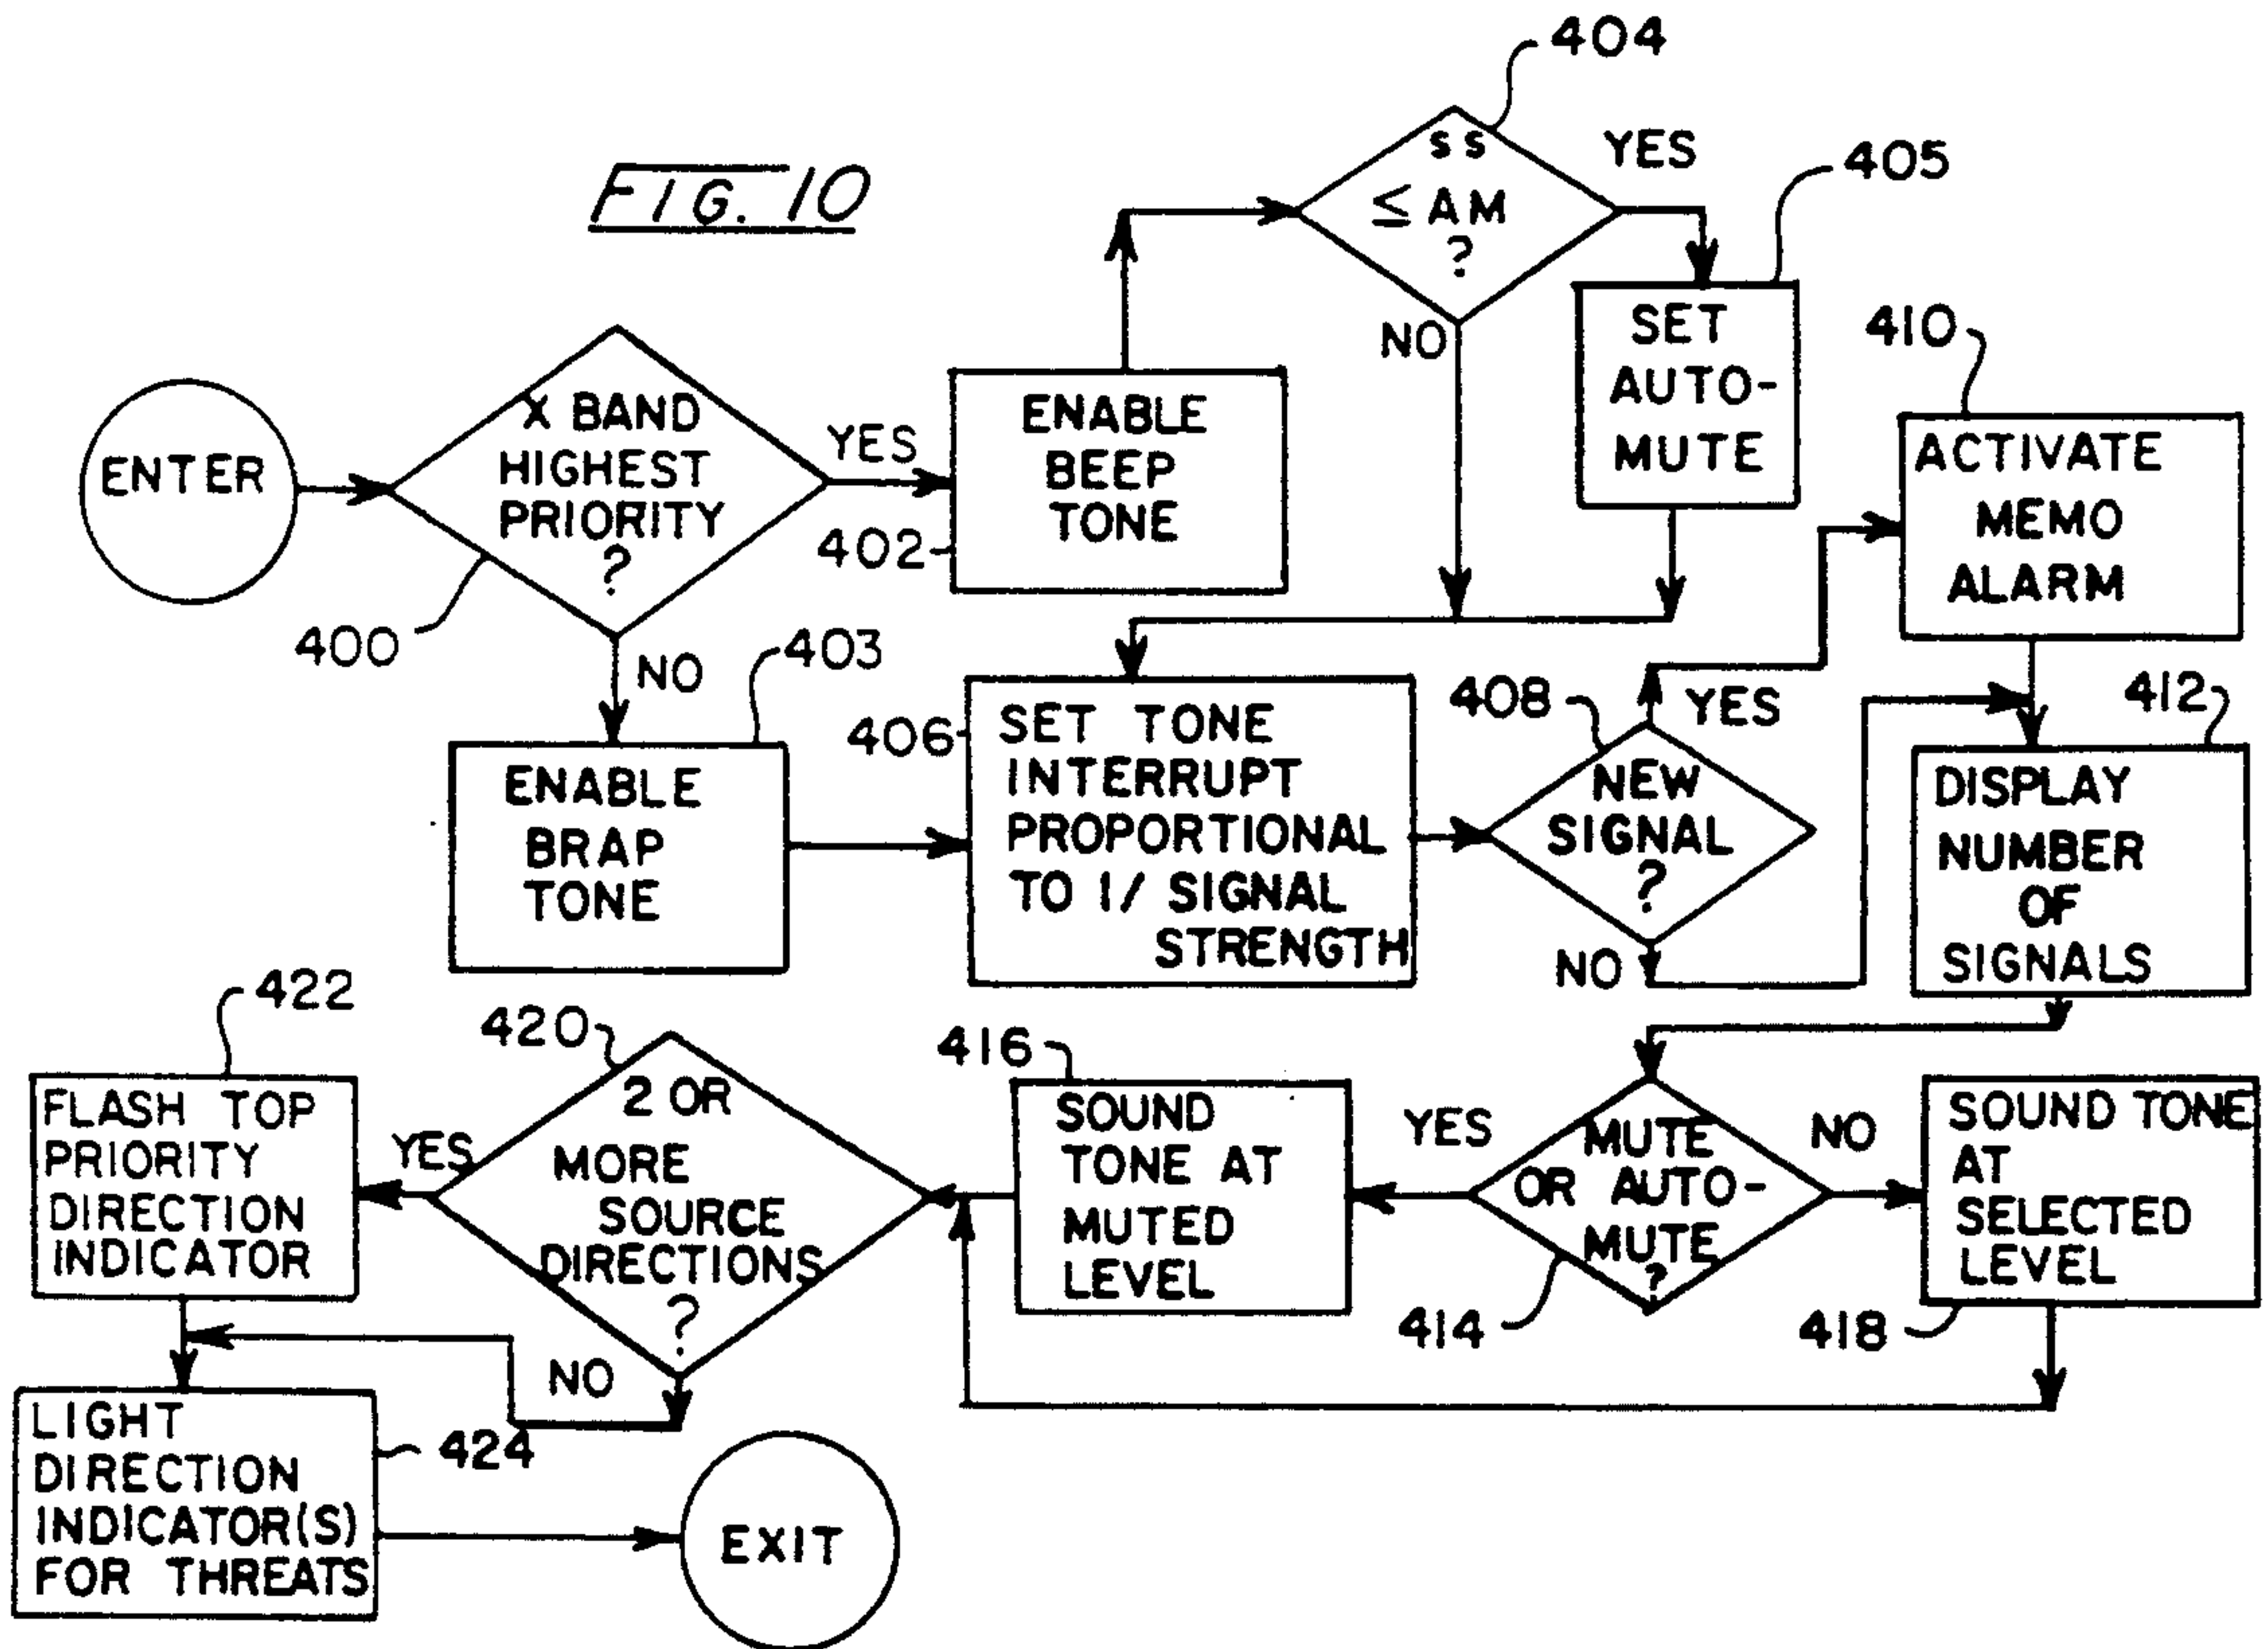 FIG. 10
404
SS
≤ AM
?
YES
NO
405
SET
AUTO-
MUTE
ENTER
X BAND
HIGHEST
PRIORITY
?
400
YES
NO
402
ENABLE
BEEP
TONE
403
ENABLE
BRAP
TONE
406
SET TONE
INTERRUPT
PROPORTIONAL
TO 1/ SIGNAL
STRENGTH
408
NEW
SIGNAL
?
YES
NO
410
ACTIVATE
MEMO
ALARM
412
DISPLAY
NUMBER
OF
SIGNALS
414
MUTE
OR AUTO-
MUTE
?
YES
NO
416
SOUND
TONE AT
MUTED
LEVEL
418
SOUND TONE
AT
SELECTED
LEVEL
420
2 OR
MORE
SOURCE
DIRECTIONS
?
YES
NO
422
FLASH TOP
PRIORITY
DIRECTION
INDICATOR
424
LIGHT
DIRECTION
INDICATOR(S)
FOR THREATS
EXIT